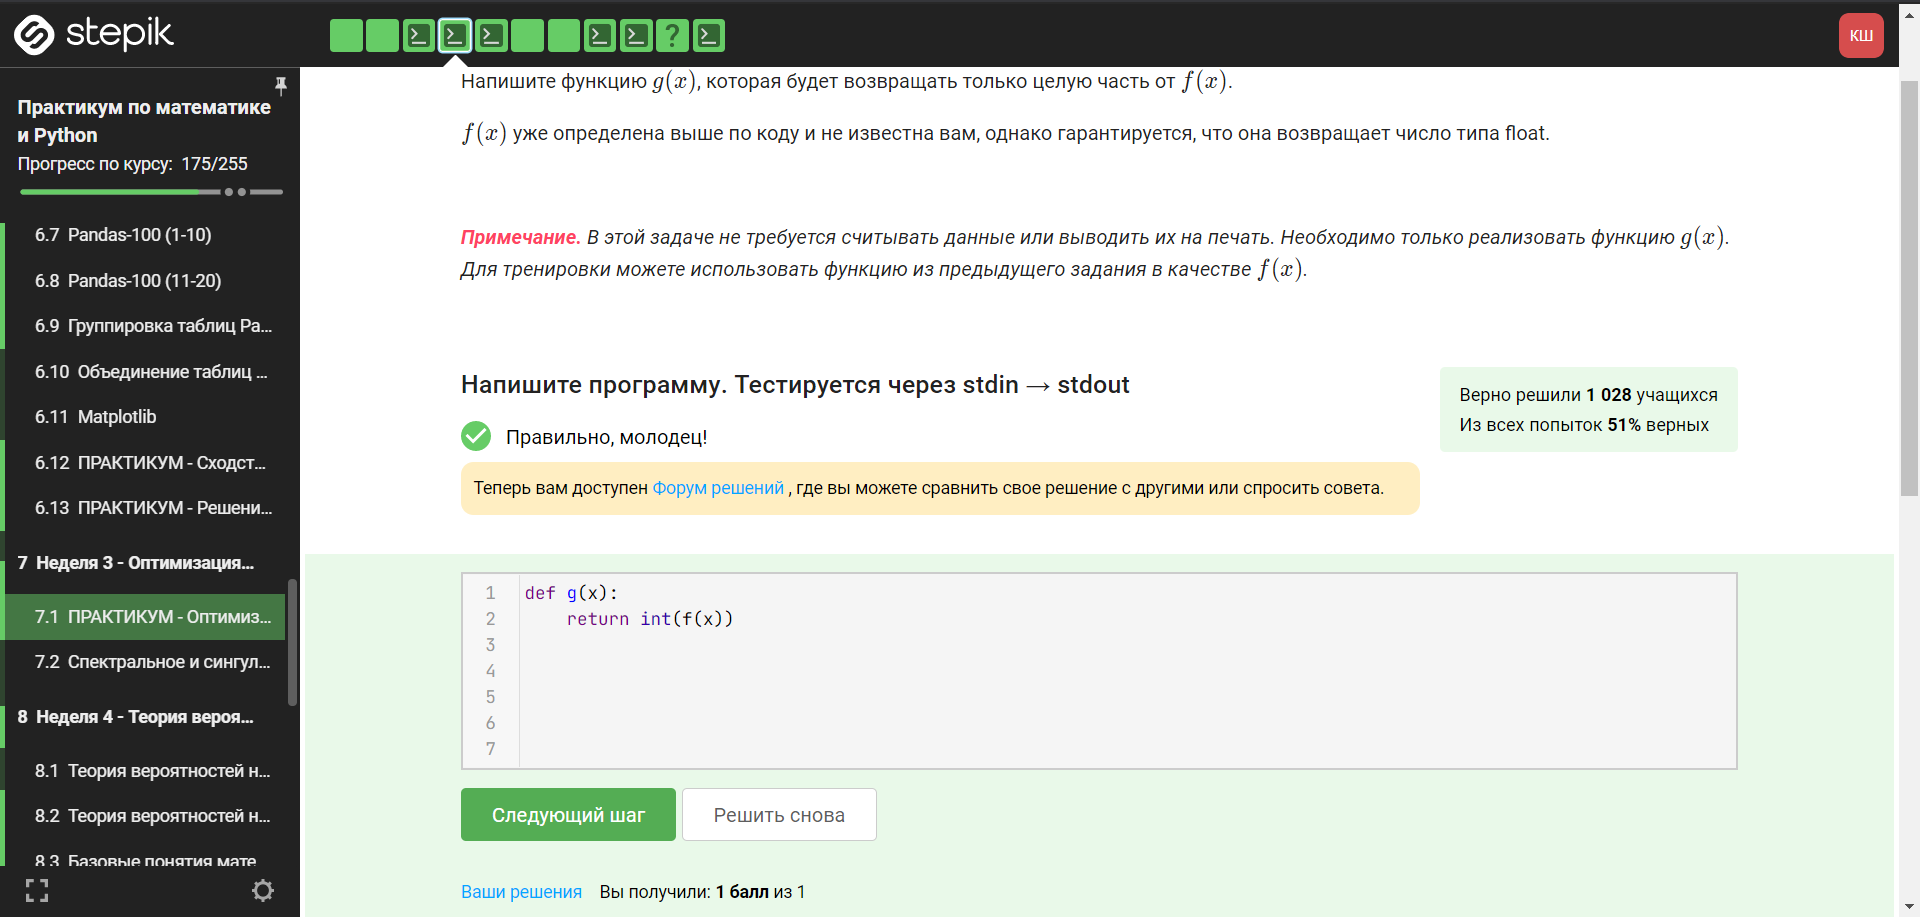 stepik
КШ
Практикум по математике
и Python
Прогресс по курсу: 175/255
6.7 Pandas-100 (1-10)
6.8 Pandas-100 (11-20)
6.9 Группировка таблиц Pa...
6.10 Объединение таблиц ...
6.11 Matplotlib
6.12 ПРАКТИКУМ - Сходст...
6.13 ПРАКТИКУМ - Решени...
7 Неделя 3 - Оптимизация...
7.1 ПРАКТИКУМ - Оптимиз...
7.2 Спектральное и сингул...
8 Неделя 4 - Теория вероя...
8.1 Теория вероятностей н...
8.2 Теория вероятностей н...
8.3 Базовые понятия мате
Напишите функцию g(x), которая будет возвращать только целую часть от f(x).
f(x) уже определена выше по коду и не известна вам, однако гарантируется, что она возвращает число типа float.
Примечание. В этой задаче не требуется считывать данные или выводить их на печать. Необходимо только реализовать функцию g(x).
Для тренировки можете использовать функцию из предыдущего задания в качестве f(x).
Напишите программу. Тестируется через stdin → stdout
Верно решили 1 028 учащихся
Из всех попыток 51% верных
Правильно, молодец!
Теперь вам доступен Форум решений , где вы можете сравнить свое решение с другими или спросить совета.
1 def g(x):
2     return int(f(x))
3
4
5
6
7
Следующий шаг
Решить снова
Ваши решения Вы получили: 1 балл из 1